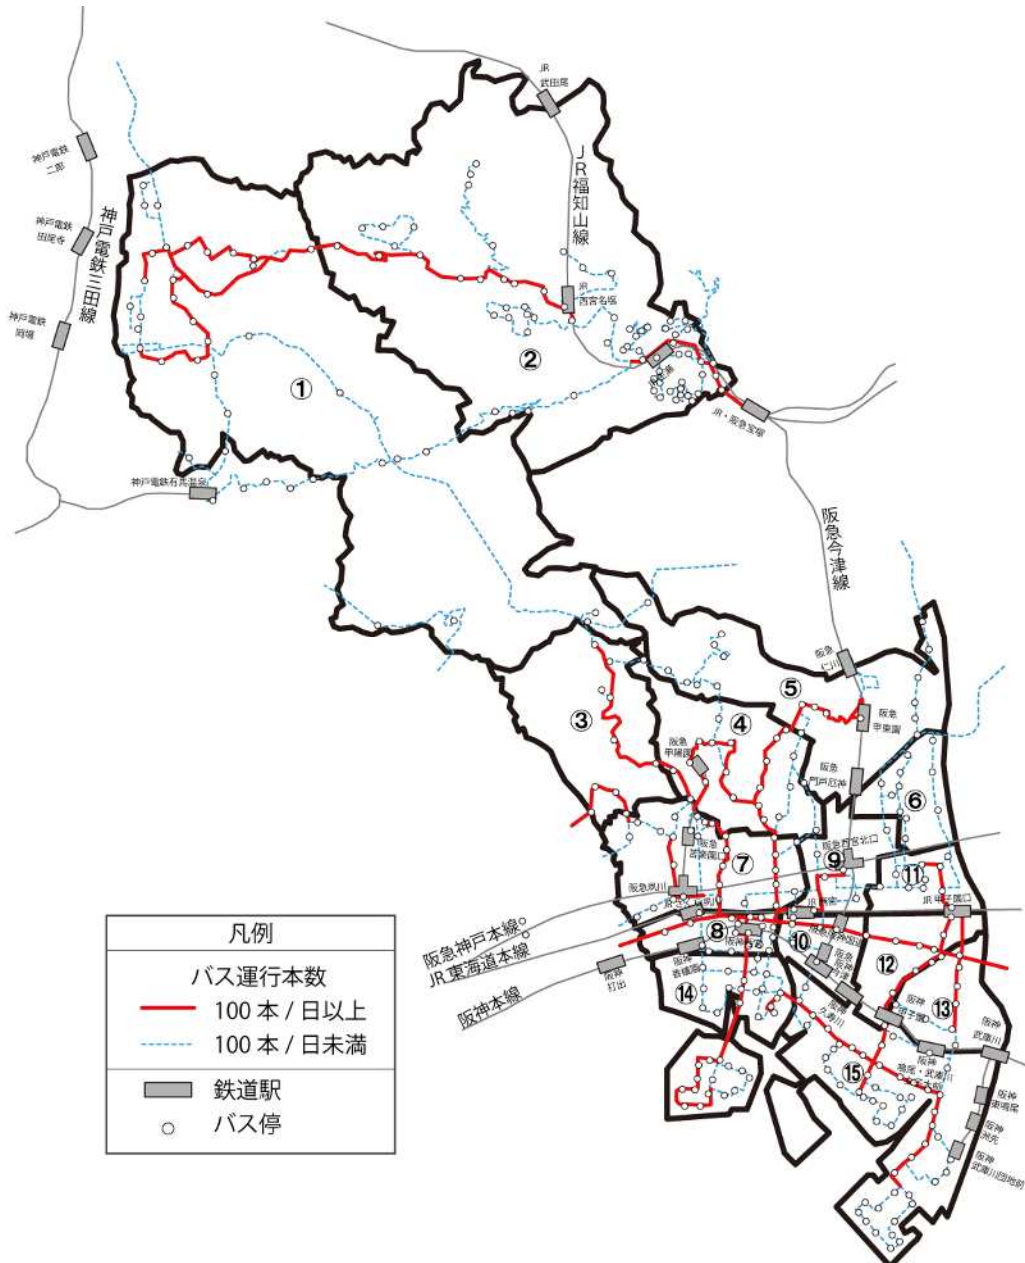 JR
武田尾
JR福知山線
神戸電鉄
二郎
神戸電鉄
田尾寺
神戸電鉄三田線
神戸電鉄
岡場
JR
西宮名塩
②
①
JR・阪急宝塚
神戸電鉄有馬温泉
阪急今津線
阪急
仁川
⑤
③
④
阪急
甲東園
阪急
甲陽園
阪急
門戸厄神
⑥
阪急西宮北口
⑨
阪急
苦楽園口
⑦
⑪
阪急夙川
JR 西宮
JR 甲子園口
⑧
⑩
阪急神戸本線
JR東海道本線
阪神本線
阪神
打出
阪神
香櫨園
阪急
阪神
今津
⑫
⑭
阪神
久寿川
阪神
甲子園
⑬
阪神
武庫川
⑮
阪神
鳴尾・武庫川
女子大前
阪神
東鳴尾
阪神
洲先
阪神
武庫川団地前
凡例
バス運行本数
100 本 / 日以上
100 本 / 日未満
鉄道駅
バス停